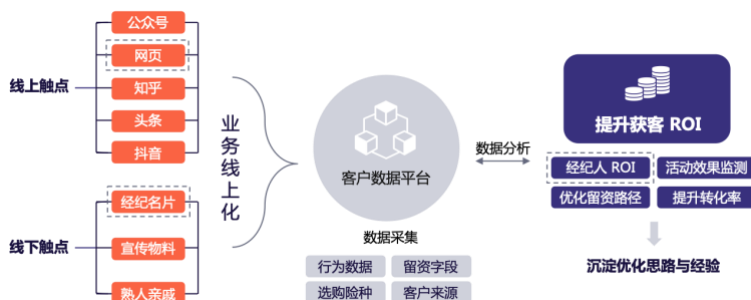 线上触点
公众号
网页
知乎
头条
抖音
线下触点
经纪名片
宣传物料
熟人亲戚
业务线上化
客户数据平台
数据采集
行为数据
留资字段
选购险种
客户来源
数据分析
提升获客 ROI
经纪人 ROI
活动效果监测
优化留资路径
提升转化率
沉淀优化思路与经验